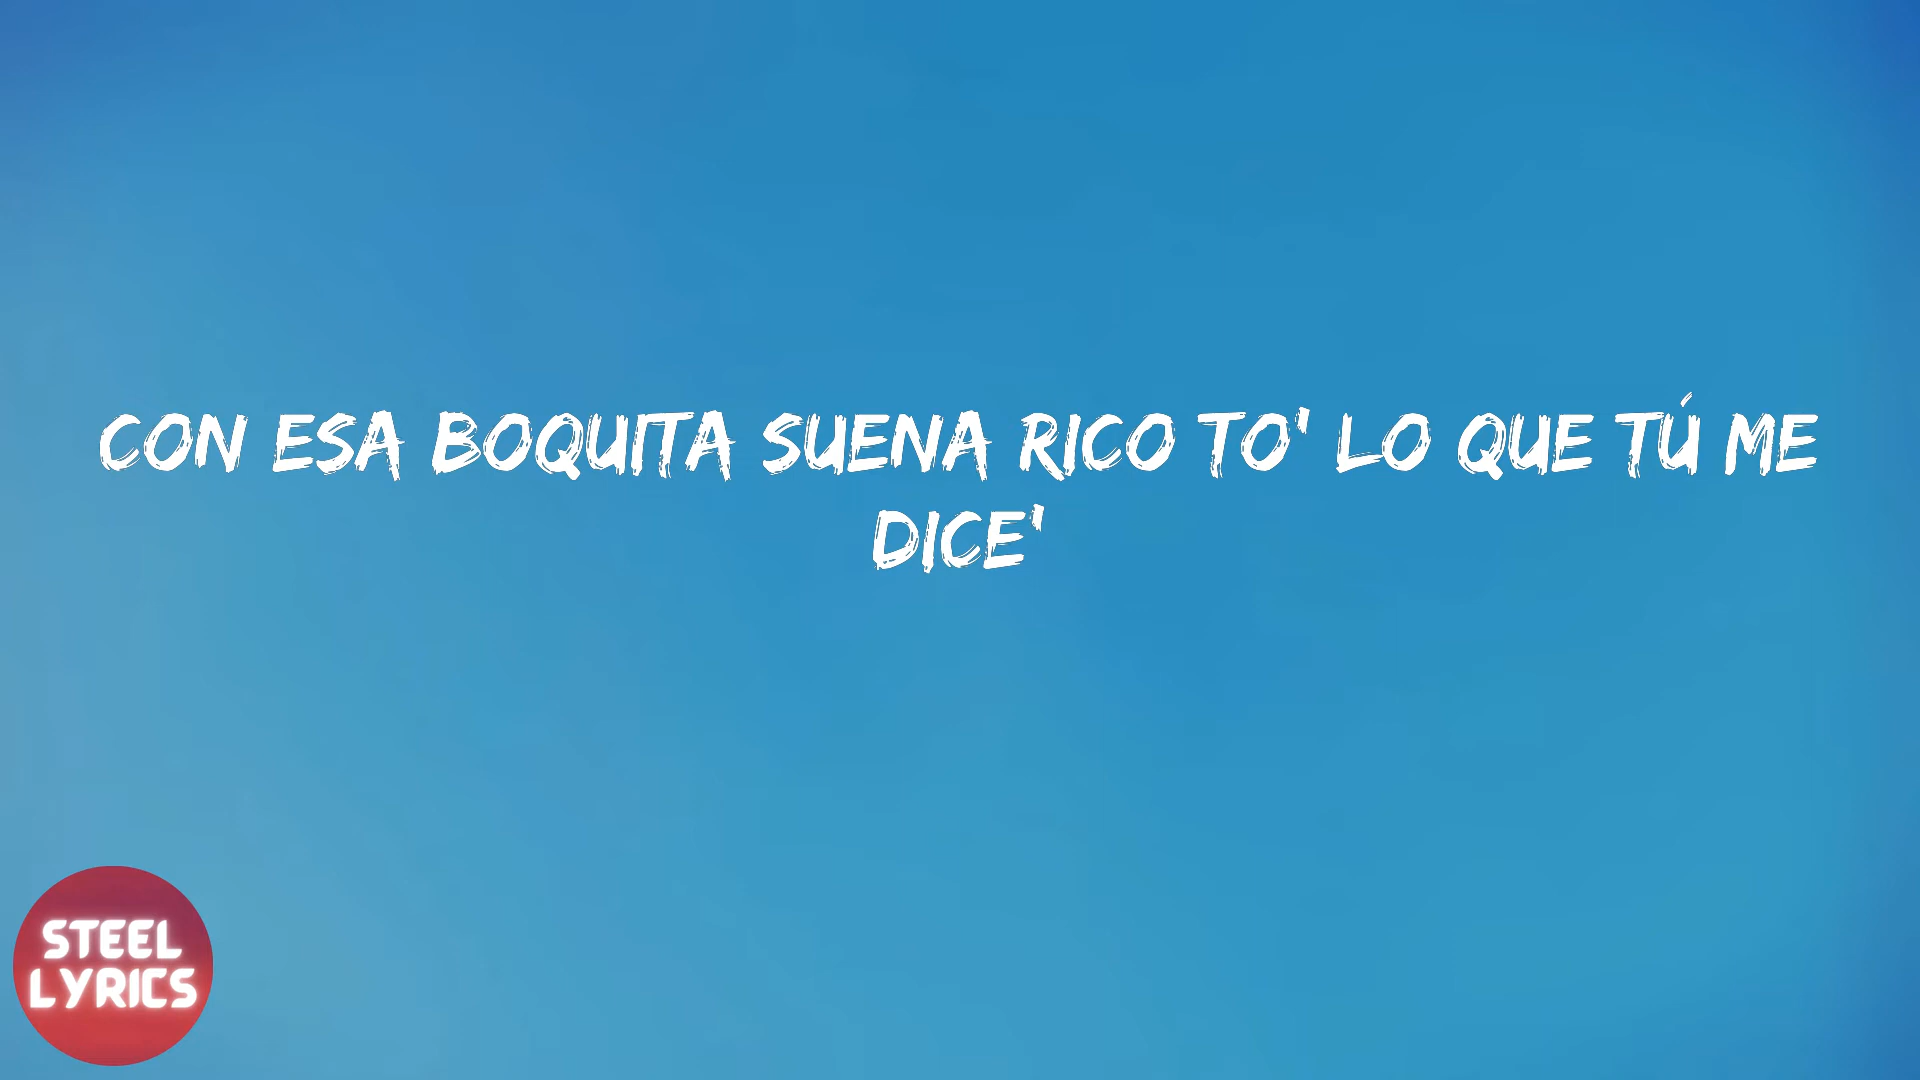 CON ESA BOQUITA SUENA RICO TO' LO QUE TÚ ME
DICE'
STEEL
LYRICS